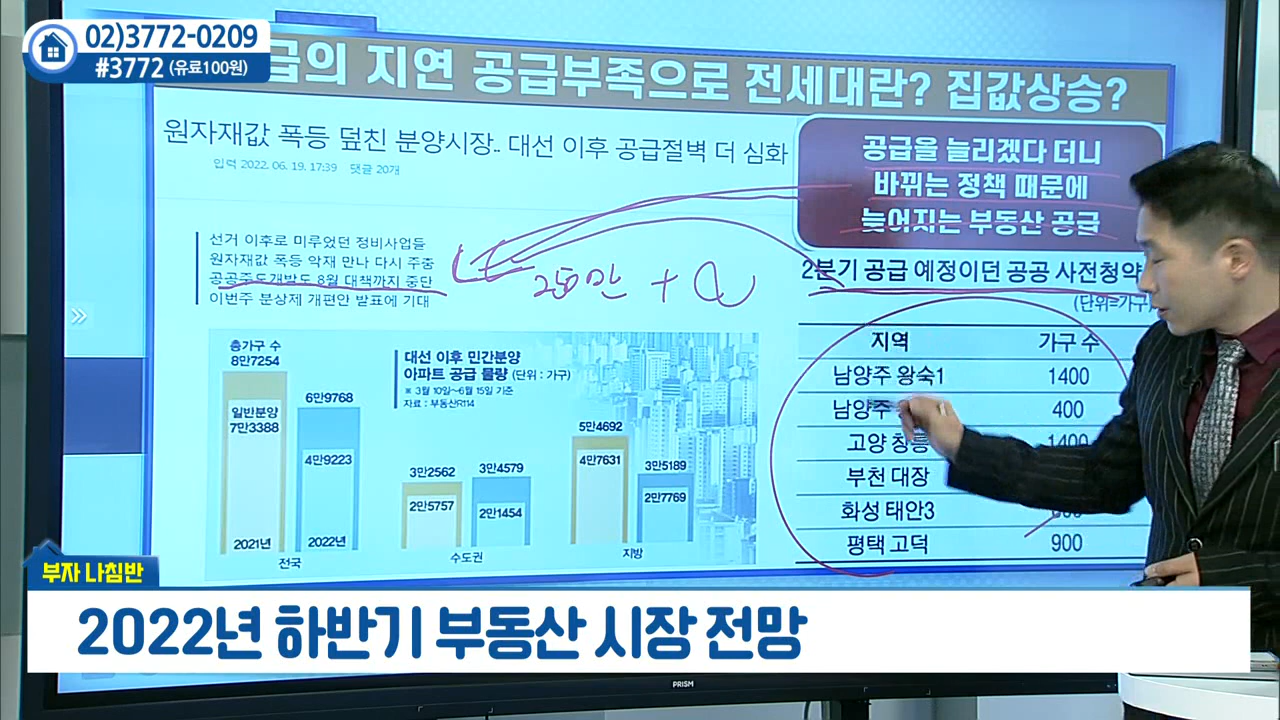 02)3772-0209
#3772 (유료100원)
급의 지연 공급부족으로 전세대란? 집값상승?
원자재값 폭등 덮친 분양시장.. 대선 이후 공급절벽 더 심화
입력 2022. 06. 19. 17:39 댓글 20개
공급을 늘리겠다 더니
바뀌는 정책 때문에
늦어지는 부동산 공급
선거 이후로 미루었던 정비사업들
원자재값 폭등 악재 만나 다시 주춤
공공주도개발도 8월 대책까지 중단
이번주 분상제 개편안 발표에 기대
250만 + a
2분기 공급 예정이던 공공 사전청약
(단위=가구)
지역 가구 수
남양주 왕숙1 1400
남양주 400
고양 창릉 1400
부천 대장
화성 태안3
평택 고덕 900
대선 이후 민간분양
아파트 공급 물량 (단위 : 가구)
※ 3월 10일~6월 15일 기준
자료 : 부동산R114
총가구 수
8만7254
일반분양
7만3388
2021년
6만9768
4만9223
2022년
전국
3만2562
2만5757
3만4579
2만1454
수도권
5만4692
4만7631
3만5189
2만7769
지방
부자 나침반
2022년 하반기 부동산 시장 전망
PRISM